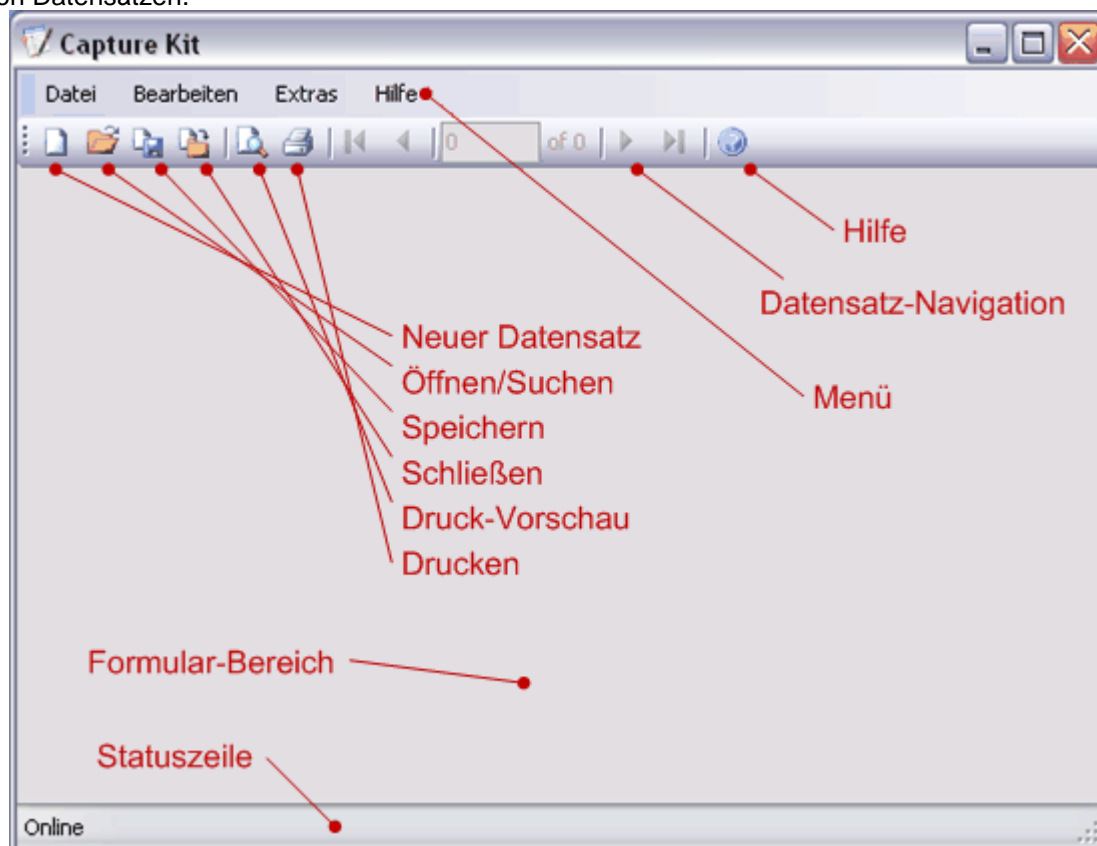 Datensätzen.
Capture Kit
Datei Bearbeiten Extras Hilfe
0 of 0
Hilfe
Datensatz-Navigation
Neuer Datensatz
Öffnen/Suchen
Menü
Speichern
Schließen
Druck-Vorschau
Drucken
Formular-Bereich
Statuszeile
Online